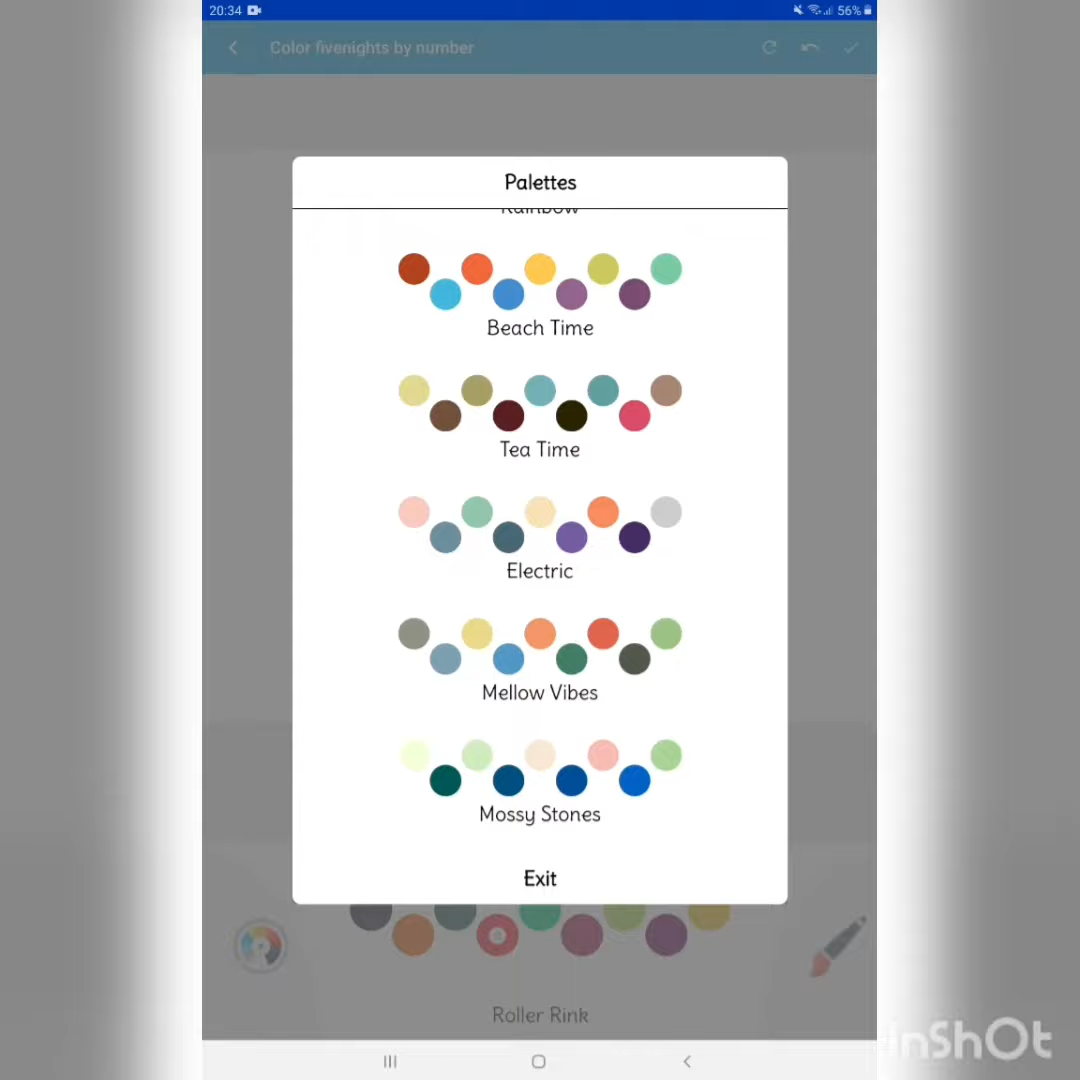 20:34
56%
Color fivenights by number
Palettes
Rainbow
Beach Time
Tea Time
Electric
Mellow Vibes
Mossy Stones
Exit
Roller Rink
InShOt